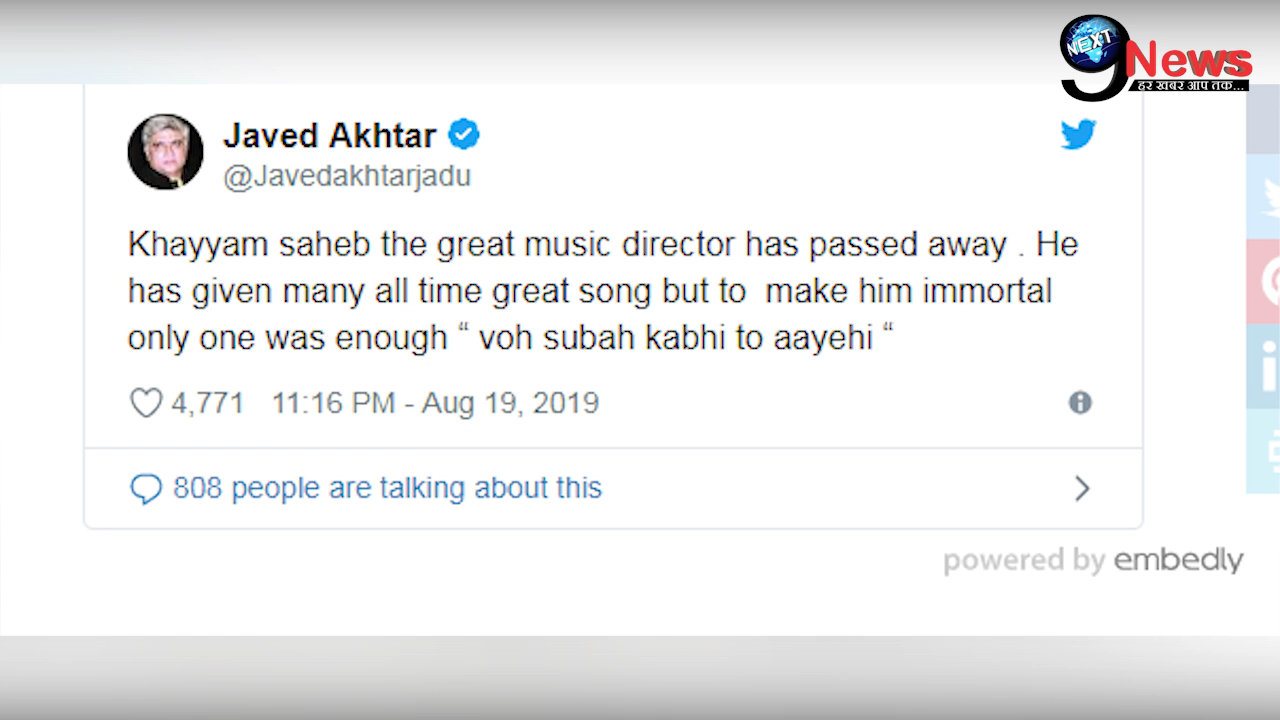 NEXT
9 News
हर खबर आप तक...
Javed Akhtar
@Javedakhtarjadu
Khayyam saheb the great music director has passed away . He
has given many all time great song but to  make him immortal
only one was enough “ voh subah kabhi to aayehi “
4,771 11:16 PM - Aug 19, 2019
808 people are talking about this
powered by embedly